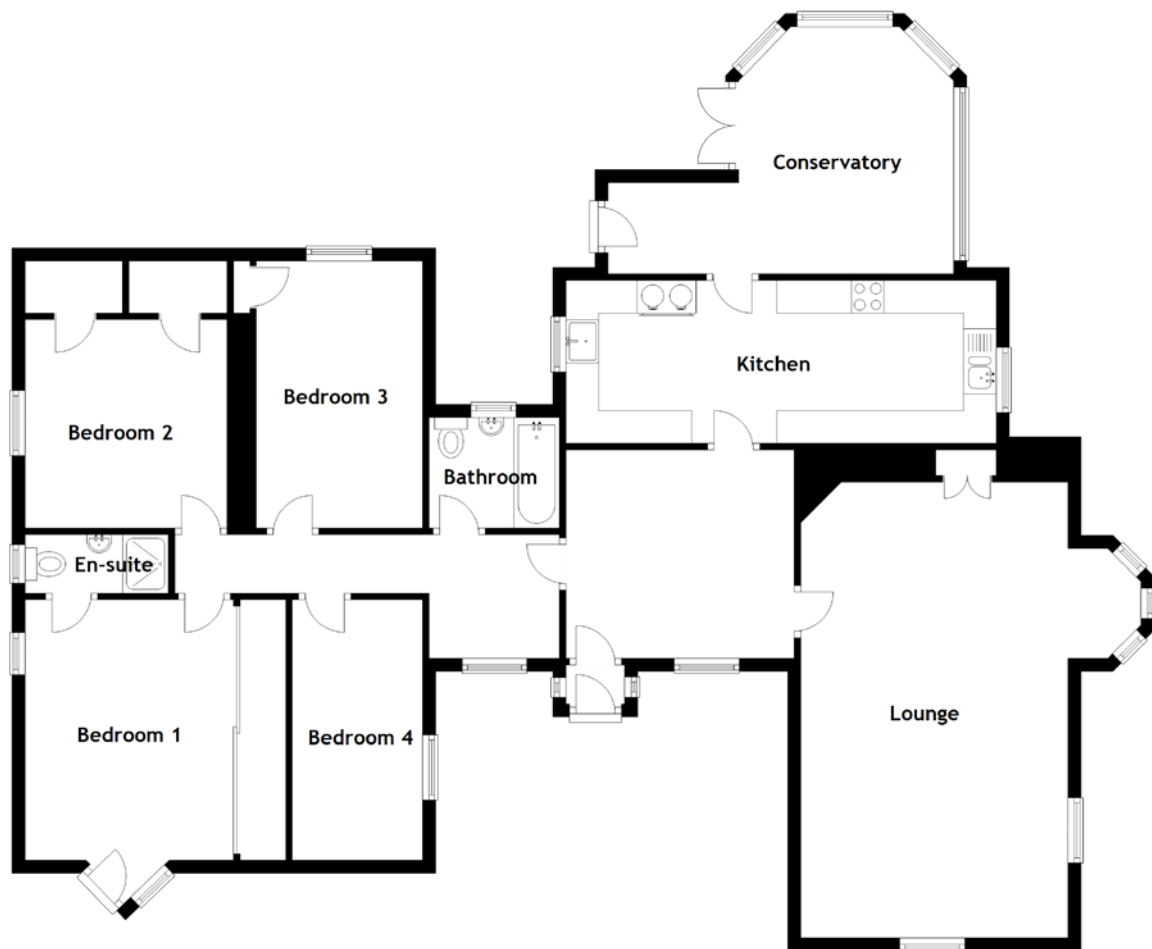 Conservatory
Kitchen
Bedroom 3
Bedroom 2
Bathroom
En-suite
Lounge
Bedroom 1
Bedroom 4